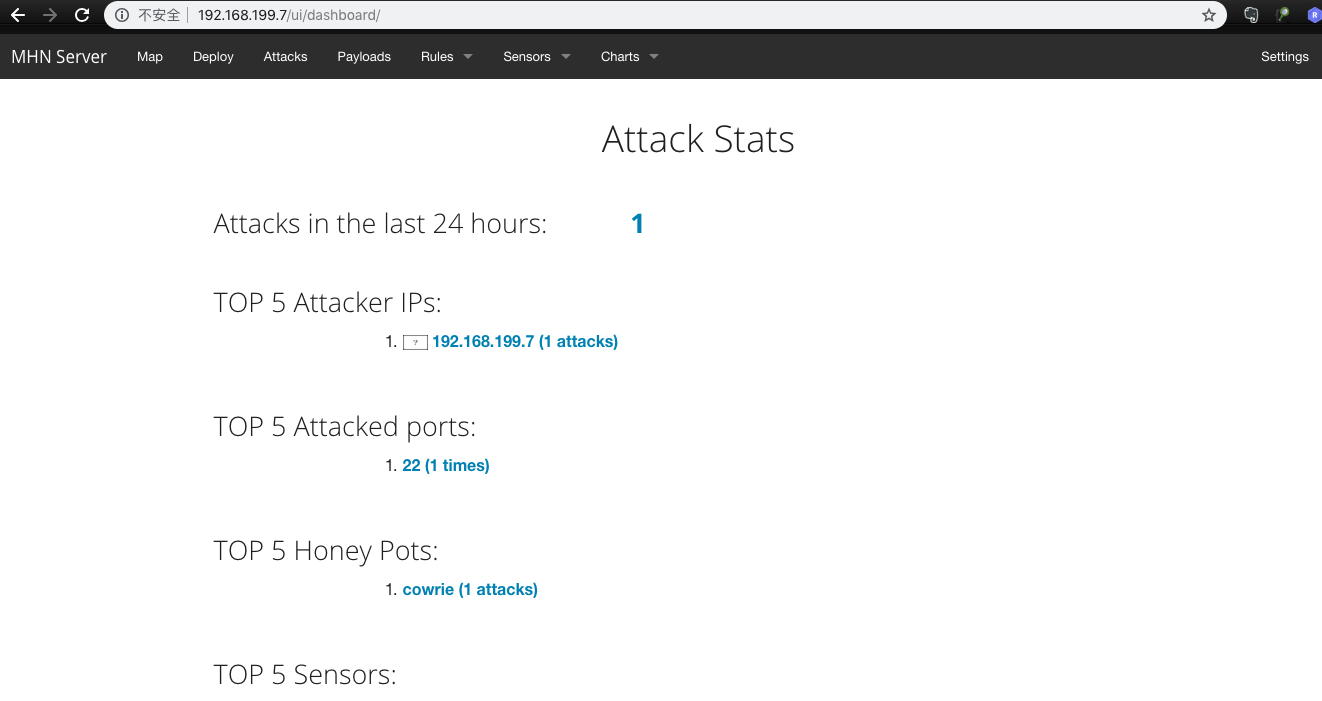 不安全 192.168.199.7/ui/dashboard/
MHN Server Map Deploy Attacks Payloads Rules Sensors Charts Settings
Attack Stats
Attacks in the last 24 hours: 1
TOP 5 Attacker IPs:
1. ? 192.168.199.7 (1 attacks)
TOP 5 Attacked ports:
1. 22 (1 times)
TOP 5 Honey Pots:
1. cowrie (1 attacks)
TOP 5 Sensors: